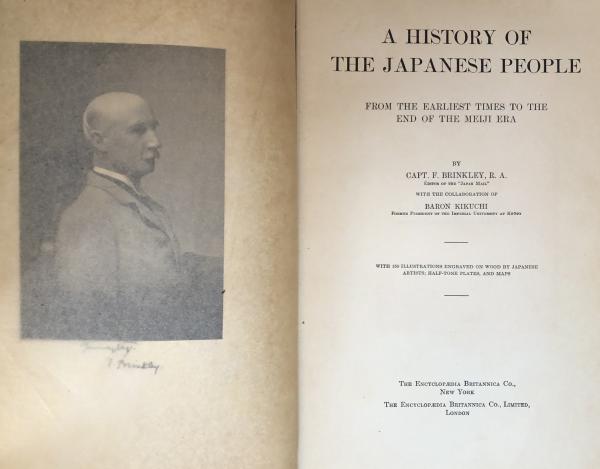 F. Brinkley.
A HISTORY OF
THE JAPANESE PEOPLE
FROM THE EARLIEST TIMES TO THE
END OF THE MEIJI ERA
BY
CAPT. F. BRINKLEY, R. A.
EDITOR OF THE "JAPAN MAIL"
WITH THE COLLABORATION OF
BARON KIKUCHI
FORMER PRESIDENT OF THE IMPERIAL UNIVERSITY AT KYOTO
WITH 150 ILLUSTRATIONS ENGRAVED ON WOOD BY JAPANESE
ARTISTS; HALF-TONE PLATES, AND MAPS
THE ENCYCLOPÆDIA BRITANNICA CO.,
NEW YORK
THE ENCYCLOPÆDIA BRITANNICA CO., LIMITED,
LONDON